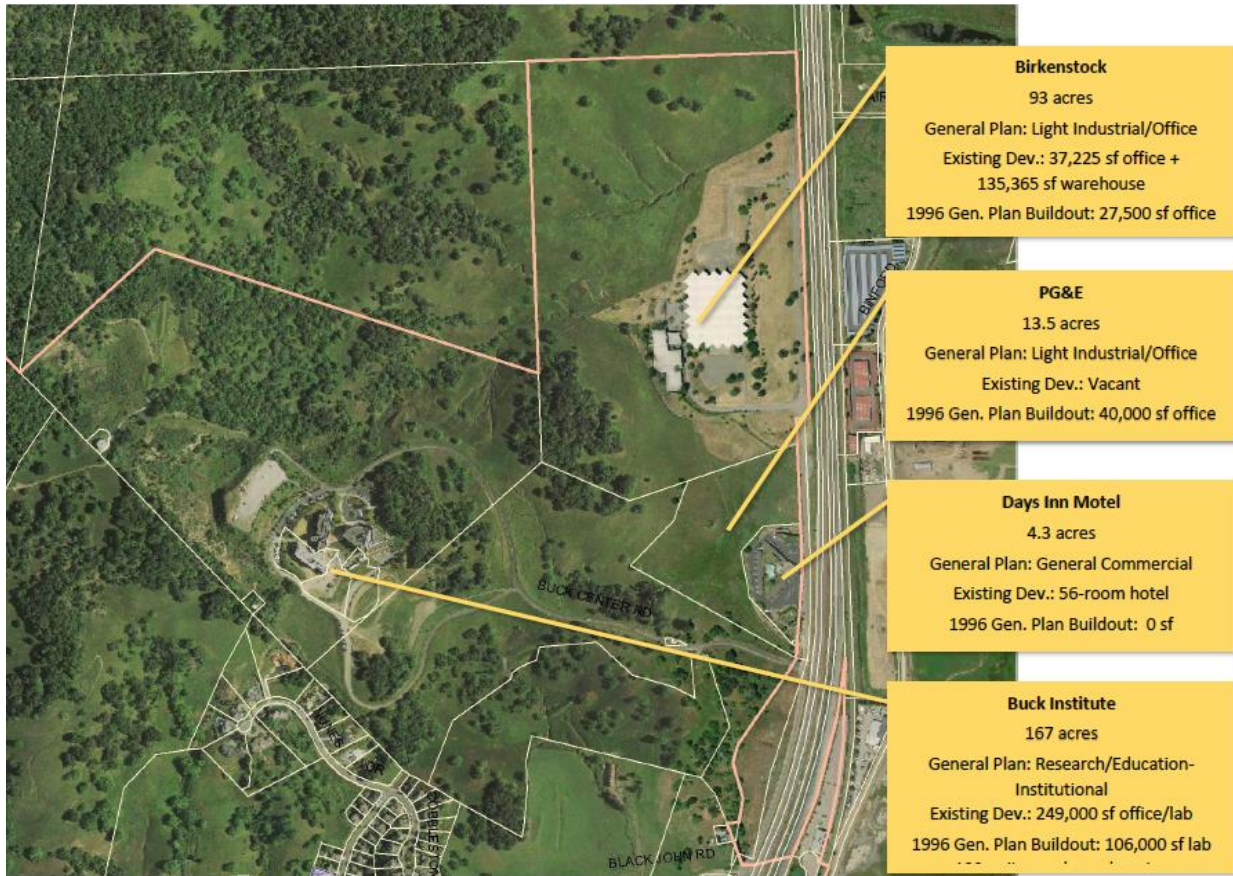 Birkenstock
93 acres
General Plan: Light Industrial/Office
Existing Dev.: 37,225 sf office +
135,365 sf warehouse
1996 Gen. Plan Buildout: 27,500 sf office
PG&E
13.5 acres
General Plan: Light Industrial/Office
Existing Dev.: Vacant
1996 Gen. Plan Buildout: 40,000 sf office
Days Inn Motel
4.3 acres
General Plan: General Commercial
Existing Dev.: 56-room hotel
1996 Gen. Plan Buildout: 0 sf
Buck Institute
167 acres
General Plan: Research/Education-
Institutional
Existing Dev.: 249,000 sf office/lab
1996 Gen. Plan Buildout: 106,000 sf lab
BUCK CENTER RD
BLACK JOHN RD